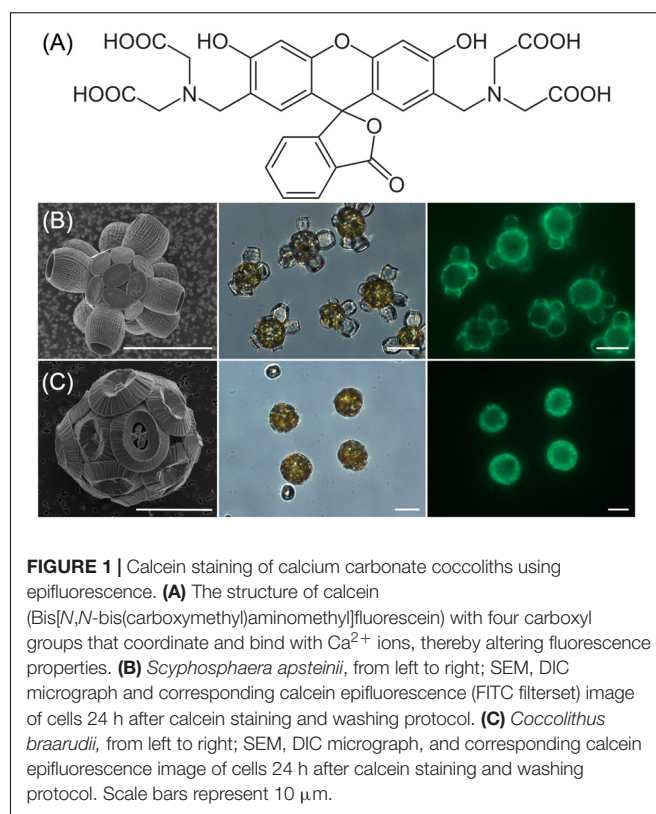 (A)
HOOC
HO
O
OH
COOH
HOOC
N
N
COOH
O
O
(B)
(C)
FIGURE 1 | Calcein staining of calcium carbonate coccoliths using
epifluorescence. (A) The structure of calcein
(Bis[N,N-bis(carboxymethyl)aminomethyl]fluorescein) with four carboxyl
groups that coordinate and bind with Ca²⁺ ions, thereby altering fluorescence
properties. (B) Scyphosphaera apsteinii, from left to right; SEM, DIC
micrograph and corresponding calcein epifluorescence (FITC filterset) image
of cells 24 h after calcein staining and washing protocol. (C) Coccolithus
braarudii, from left to right; SEM, DIC micrograph, and corresponding calcein
epifluorescence image of cells 24 h after calcein staining and washing
protocol. Scale bars represent 10 μm.